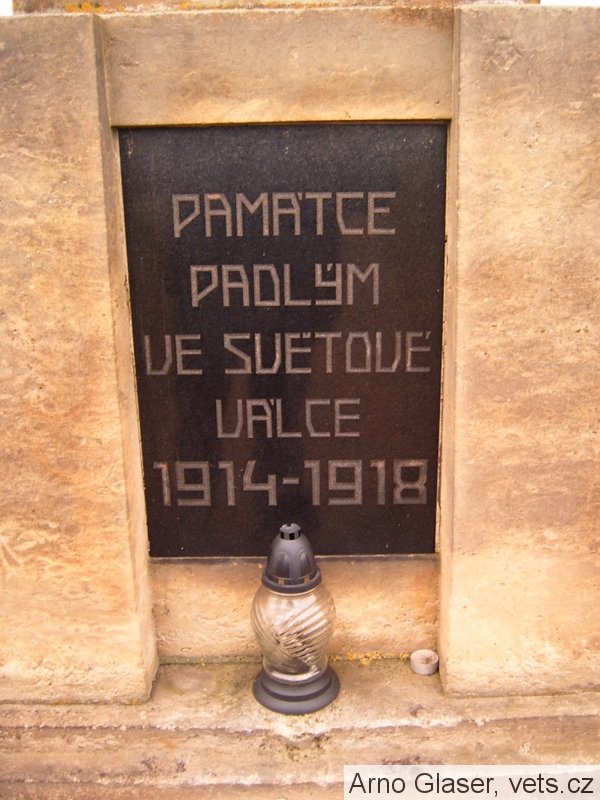 PAMÁTCE
PADLÝM
VE SVĚTOVÉ
VÁLCE
1914-1918
Arno Glaser, vets.cz